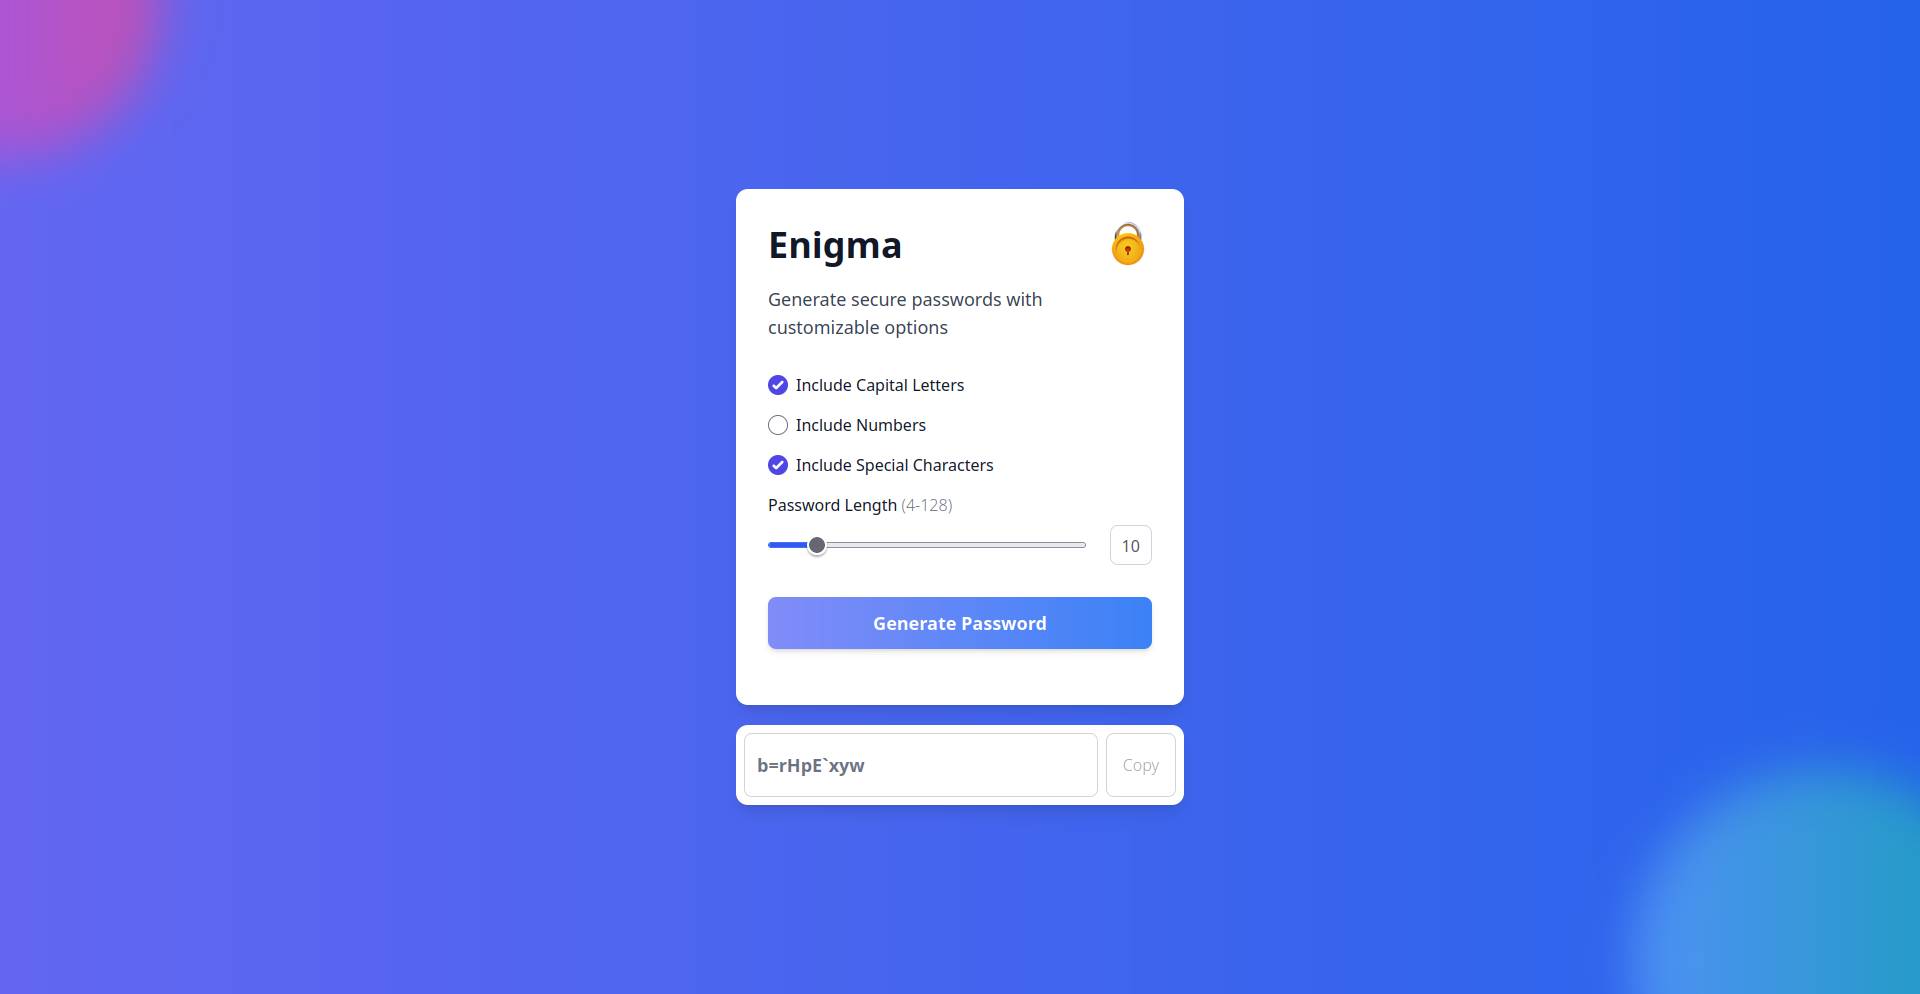 Enigma
Generate secure passwords with
customizable options
Include Capital Letters
Include Numbers
Include Special Characters
Password Length (4-128)
10
Generate Password
b=rHpE`xyw
Copy